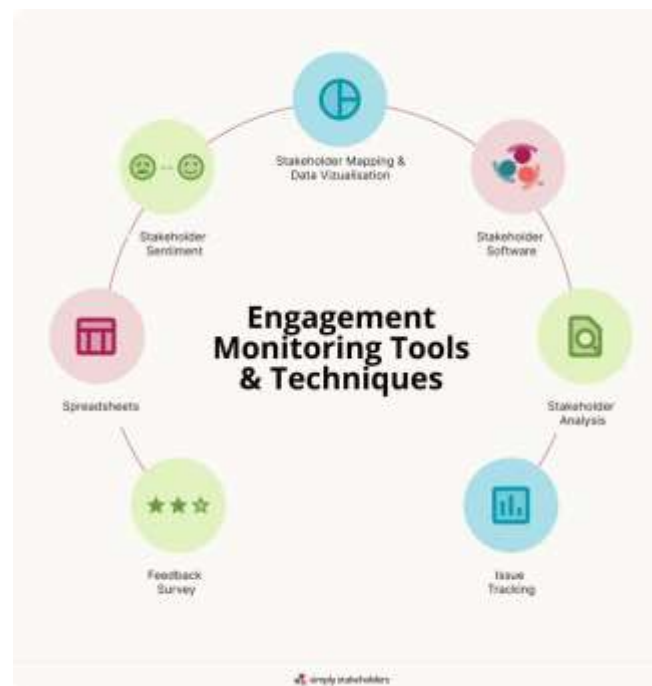 Stakeholder Mapping &
Data Vizualisation
Stakeholder
Sentiment
Stakeholder
Software
Engagement
Monitoring Tools
& Techniques
Spreadsheets
Stakeholder
Analysis
Feedback
Survey
Issue
Tracking
simply stakeholders